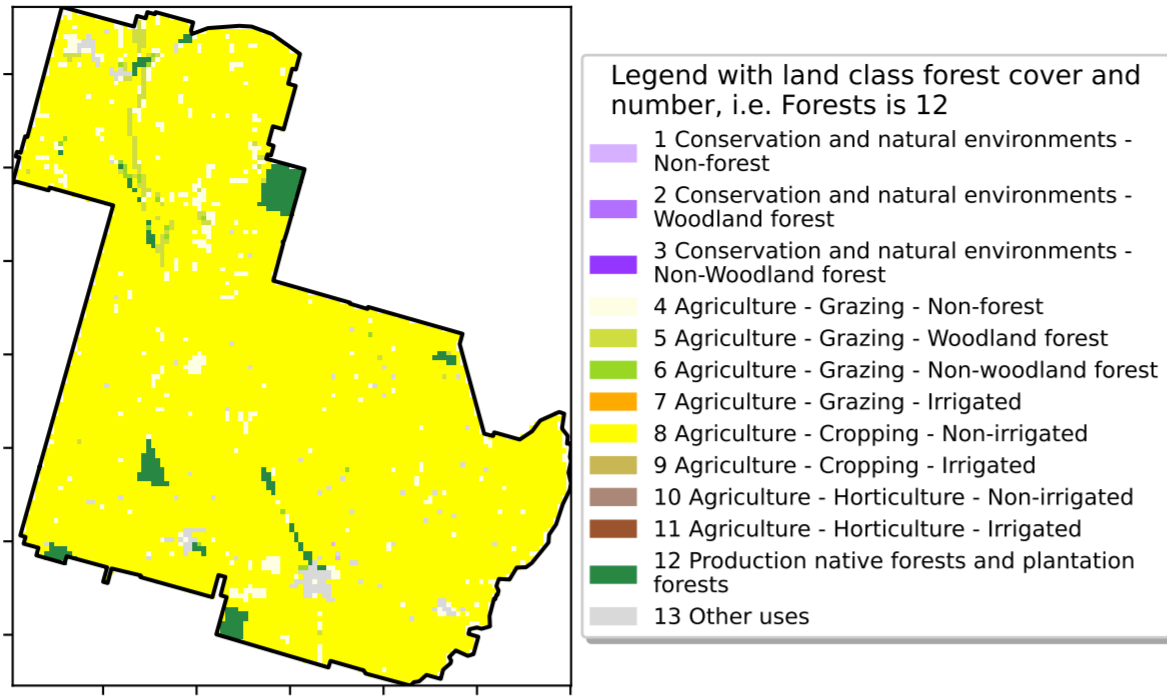 Legend with land class forest cover and
number, i.e. Forests is 12
1 Conservation and natural environments -
Non-forest
2 Conservation and natural environments -
Woodland forest
3 Conservation and natural environments -
Non-Woodland forest
4 Agriculture - Grazing - Non-forest
5 Agriculture - Grazing - Woodland forest
6 Agriculture - Grazing - Non-woodland forest
7 Agriculture - Grazing - Irrigated
8 Agriculture - Cropping - Non-irrigated
9 Agriculture - Cropping - Irrigated
10 Agriculture - Horticulture - Non-irrigated
11 Agriculture - Horticulture - Irrigated
12 Production native forests and plantation
forests
13 Other uses